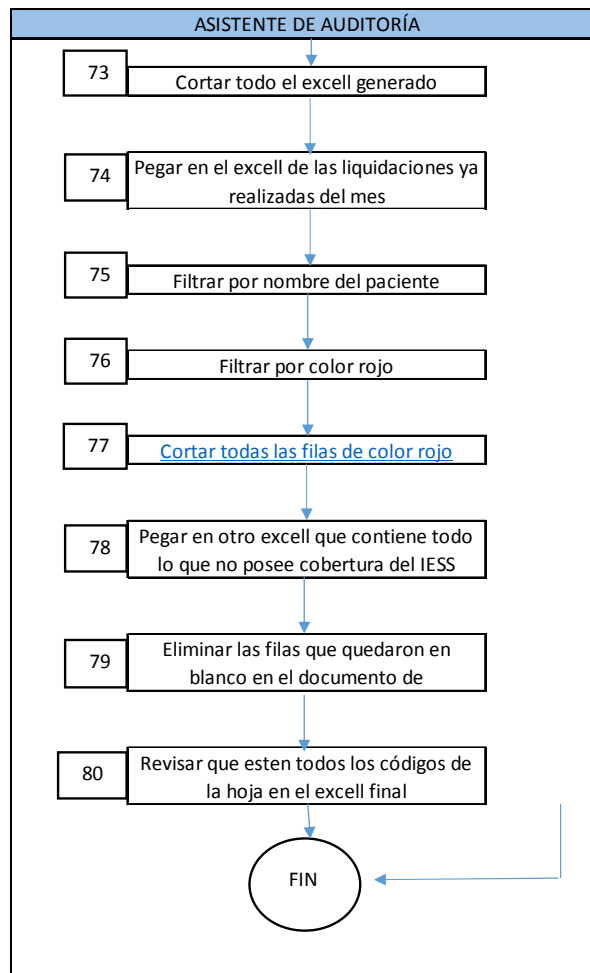 ASISTENTE DE AUDITORÍA
73
Cortar todo el excell generado
74
Pegar en el excell de las liquidaciones ya
realizadas del mes
75
Filtrar por nombre del paciente
76
Filtrar por color rojo
77
Cortar todas las filas de color rojo
78
Pegar en otro excell que contiene todo
lo que no posee cobertura del IESS
79
Eliminar las filas que quedaron en
blanco en el documento de
80
Revisar que esten todos los códigos de
la hoja en el excell final
FIN